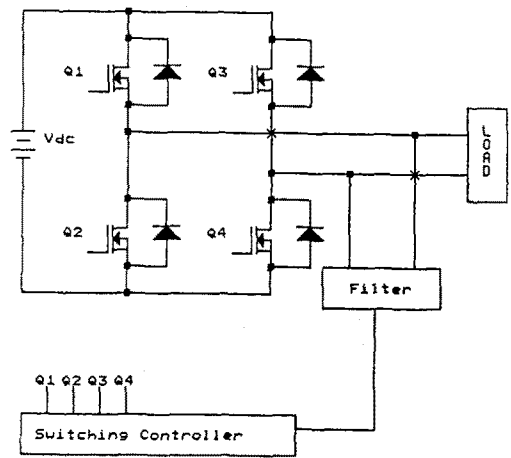 Q1
Q3
Vdc
LOAD
Q2
Q4
Filter
Q1 Q2 Q3 Q4
Switching Controller